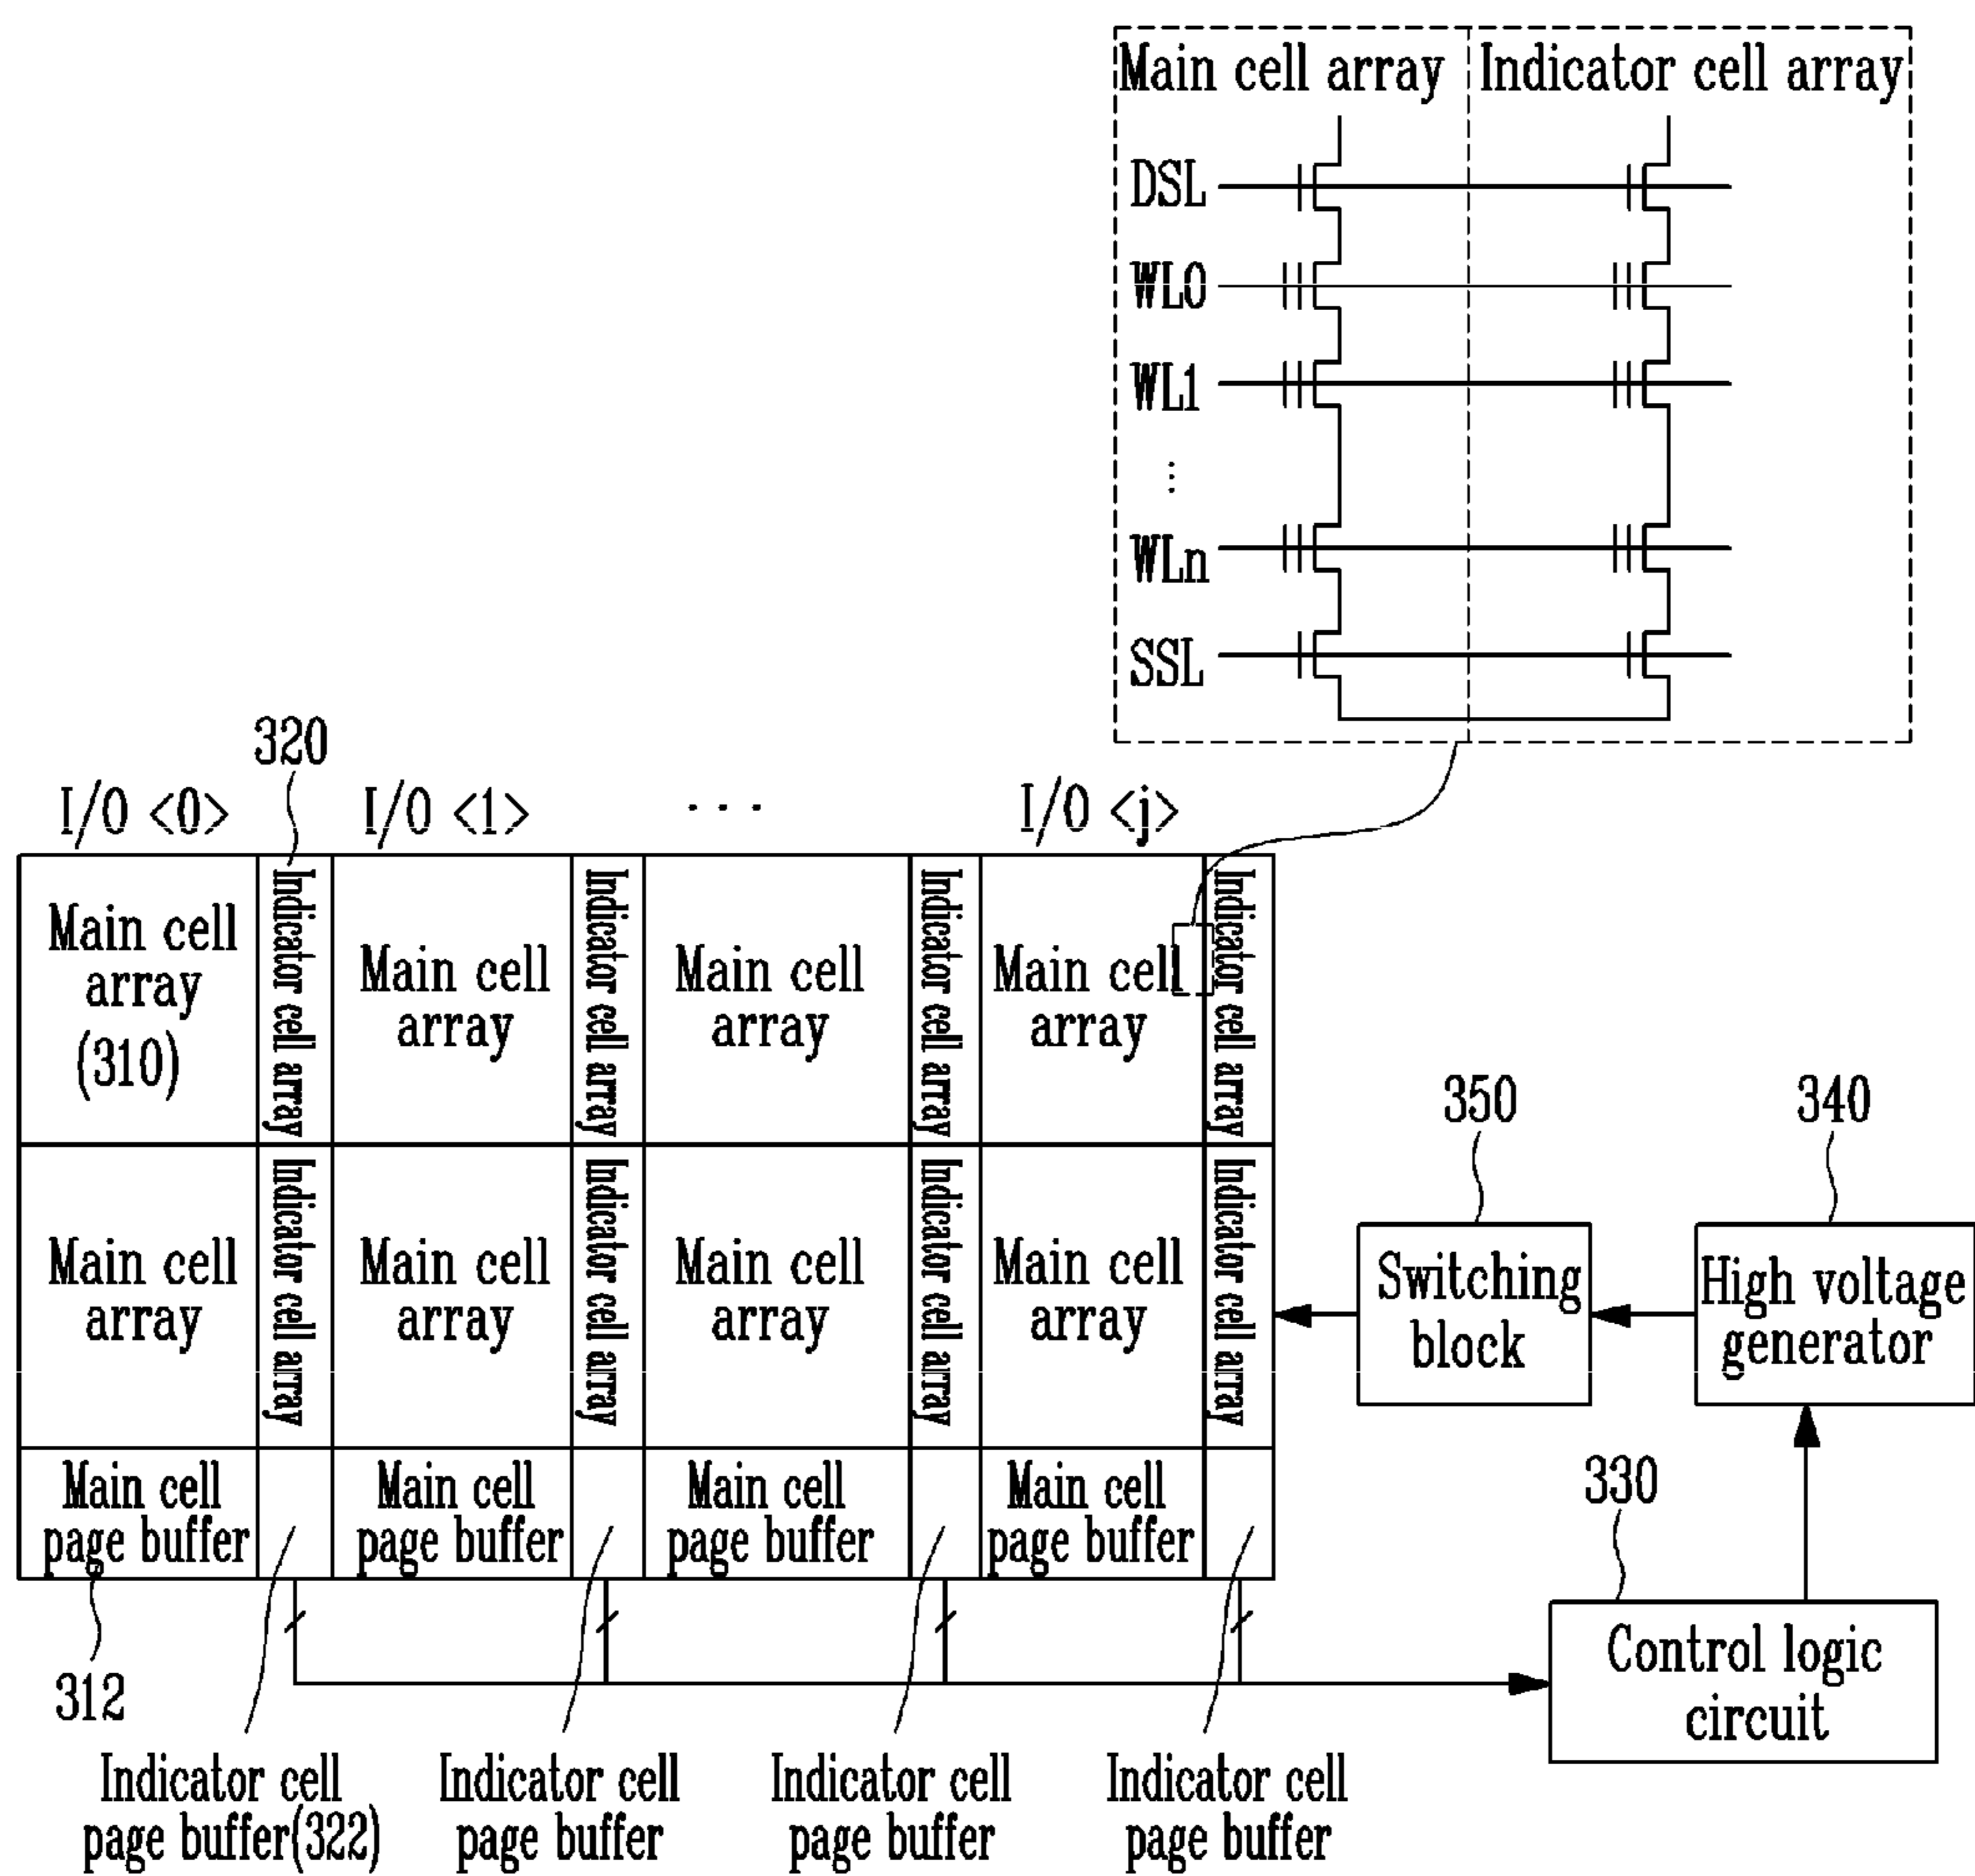 Main cell array Indicator cell array
DSL
WL0
WL1
⋮
WLn
SSL
320
I/O <0> I/O <1> · · · I/O <j>
Main cell
array
(310)
Indicator cell array
Main cell
array
Indicator cell array
Main cell
array
Indicator cell array
Main cell
array
Indicator cell array
Main cell
array
Indicator cell array
Main cell
array
Indicator cell array
Main cell
array
Indicator cell array
Main cell
array
Indicator cell array
Main cell
page buffer
Main cell
page buffer
Main cell
page buffer
Main cell
page buffer
350
Switching
block
340
High voltage
generator
330
Control logic
circuit
312
Indicator cell
page buffer(322)
Indicator cell
page buffer
Indicator cell
page buffer
Indicator cell
page buffer